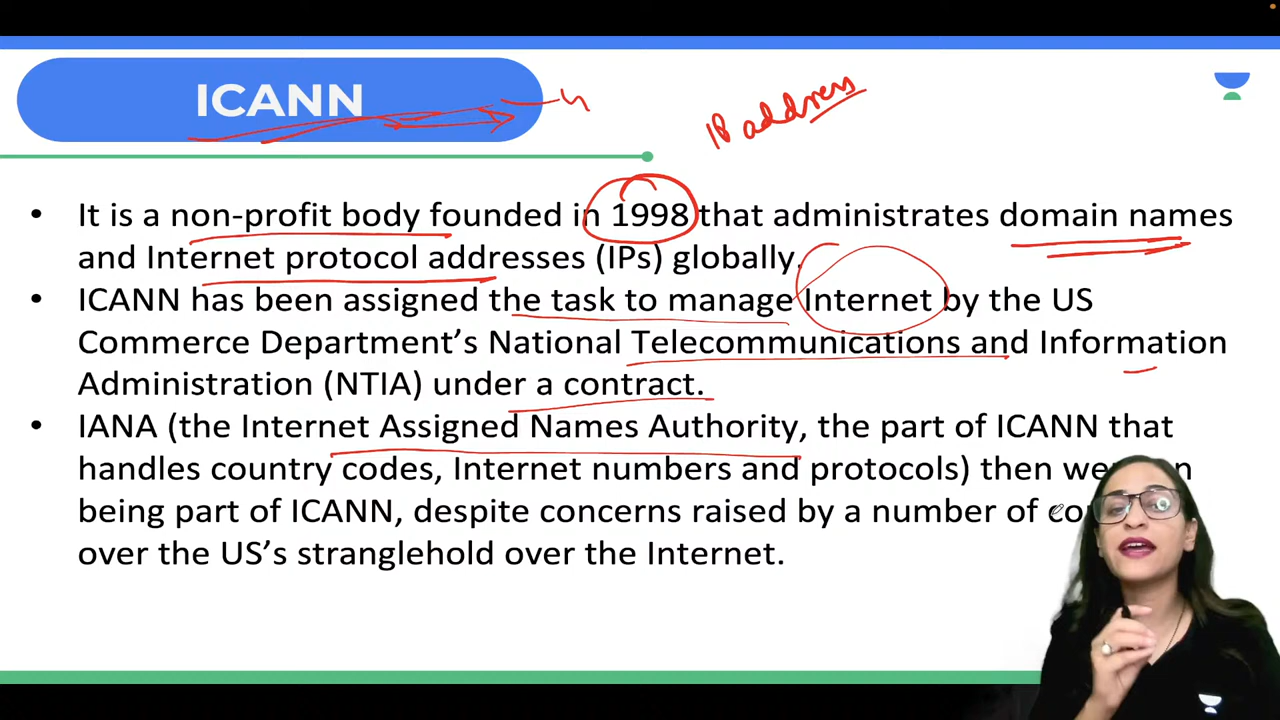 ICANN
IP address
• It is a non-profit body founded in 1998 that administrates domain names
and Internet protocol addresses (IPs) globally.
• ICANN has been assigned the task to manage Internet by the US
Commerce Department’s National Telecommunications and Information
Administration (NTIA) under a contract.
• IANA (the Internet Assigned Names Authority, the part of ICANN that
handles country codes, Internet numbers and protocols) then
being part of ICANN, despite concerns raised by a number of
over the US’s stranglehold over the Internet.